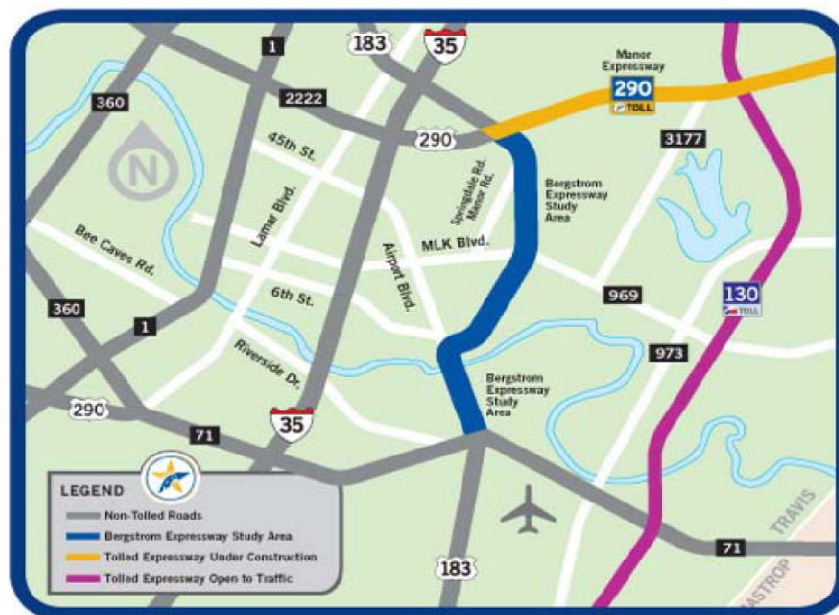 1
183
35
Manor
Expressway
290
TOLL
360
2222
290
3177
45th St.
N
Springdale Rd.
Manor Rd.
Bergstrom
Expressway
Study
Area
Lamar Blvd.
Airport Blvd.
MLK Blvd.
Bee Caves Rd.
6th St.
969
130
TOLL
360
1
973
Riverside Dr.
Bergstrom
Expressway
Study
Area
290
71
35
LEGEND
Non-Tolled Roads
Bergstrom Expressway Study Area
Tolled Expressway Under Construction
Tolled Expressway Open to Traffic
183
71
TRAVIS
ASTROP